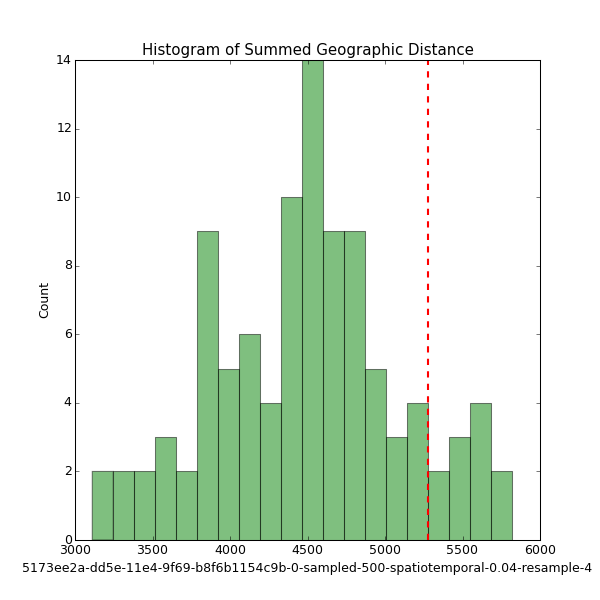 Histogram of Summed Geographic Distance
14
12
10
8
6
4
2
0
Count
3000 3500 4000 4500 5000 5500 6000
5173ee2a-dd5e-11e4-9f69-b8f6b1154c9b-0-sampled-500-spatiotemporal-0.04-resample-4